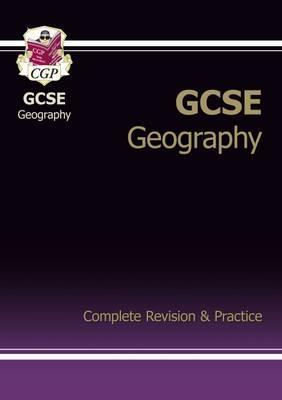 CGP
GCSE
Geography
GCSE
Geography
Complete Revision & Practice